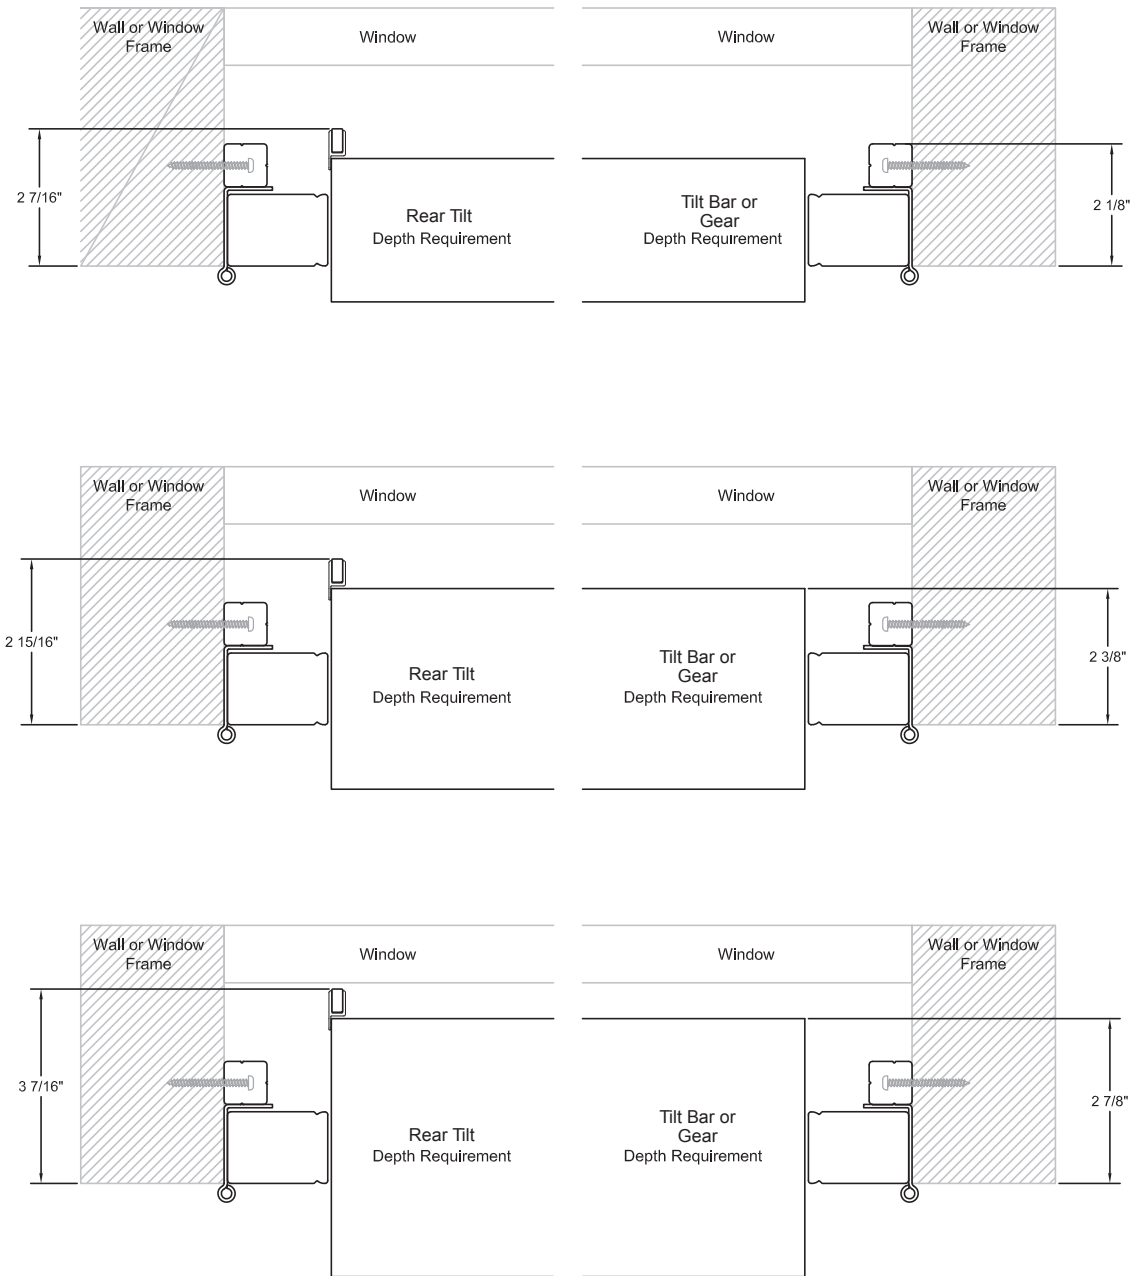 Wall or Window
Frame
Window
Window
Wall or Window
Frame
2 7/16"
Rear Tilt
Depth Requirement
Tilt Bar or
Gear
Depth Requirement
2 1/8"
Wall or Window
Frame
Window
Window
Wall or Window
Frame
2 15/16"
Rear Tilt
Depth Requirement
Tilt Bar or
Gear
Depth Requirement
2 3/8"
Wall or Window
Frame
Window
Window
Wall or Window
Frame
3 7/16"
Rear Tilt
Depth Requirement
Tilt Bar or
Gear
Depth Requirement
2 7/8"